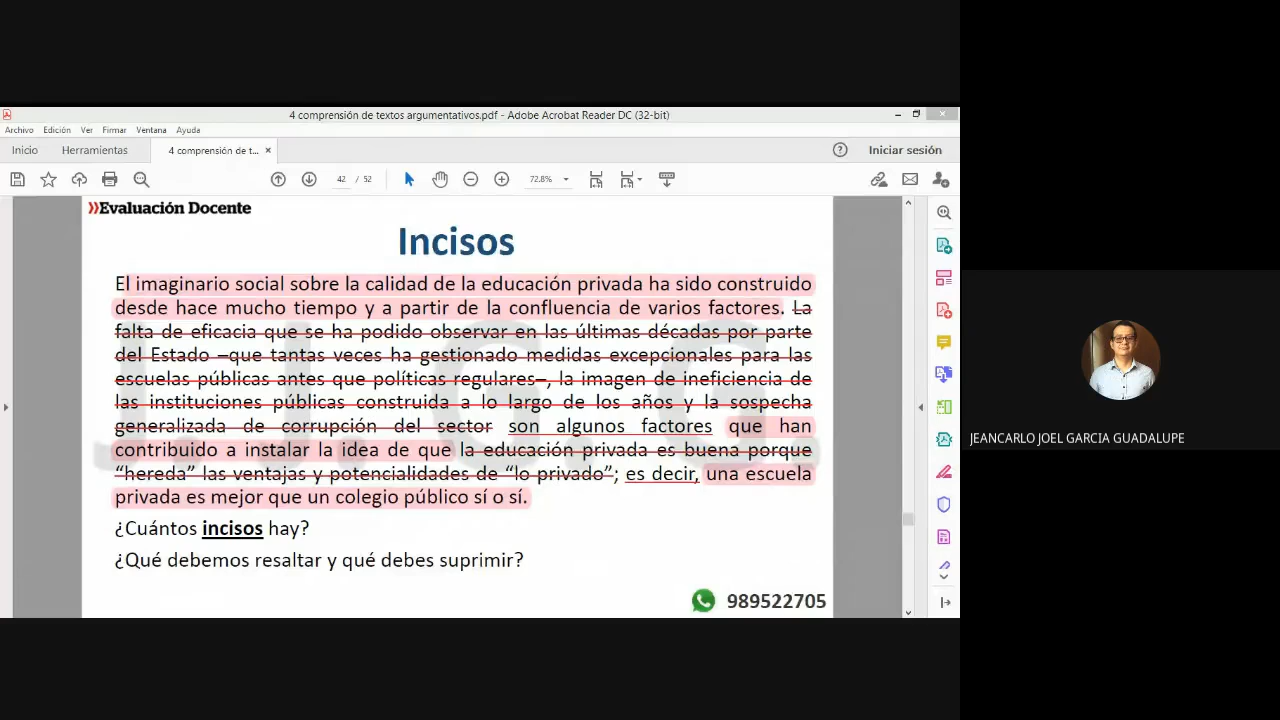 4 comprensión de textos argumentativos.pdf - Adobe Acrobat Reader DC (32-bit)
Archivo Edición Ver Firmar Ventana Ayuda
Inicio Herramientas 4 comprensión de t... × Iniciar sesión
42 / 52 72.8%
»Evaluación Docente
Incisos
El imaginario social sobre la calidad de la educación privada ha sido construido
desde hace mucho tiempo y a partir de la confluencia de varios factores. La
falta de eficacia que se ha podido observar en las últimas décadas por parte
del Estado –que tantas veces ha gestionado medidas excepcionales para las
escuelas públicas antes que políticas regulares–, la imagen de ineficiencia de
las instituciones públicas construida a lo largo de los años y la sospecha
generalizada de corrupción del sector son algunos factores que han
contribuido a instalar la idea de que la educación privada es buena porque
“hereda” las ventajas y potencialidades de “lo privado”; es decir, una escuela
privada es mejor que un colegio público sí o sí.
¿Cuántos incisos hay?
¿Qué debemos resaltar y qué debes suprimir?
989522705
J. J. G. G.
JEANCARLO JOEL GARCIA GUADALUPE